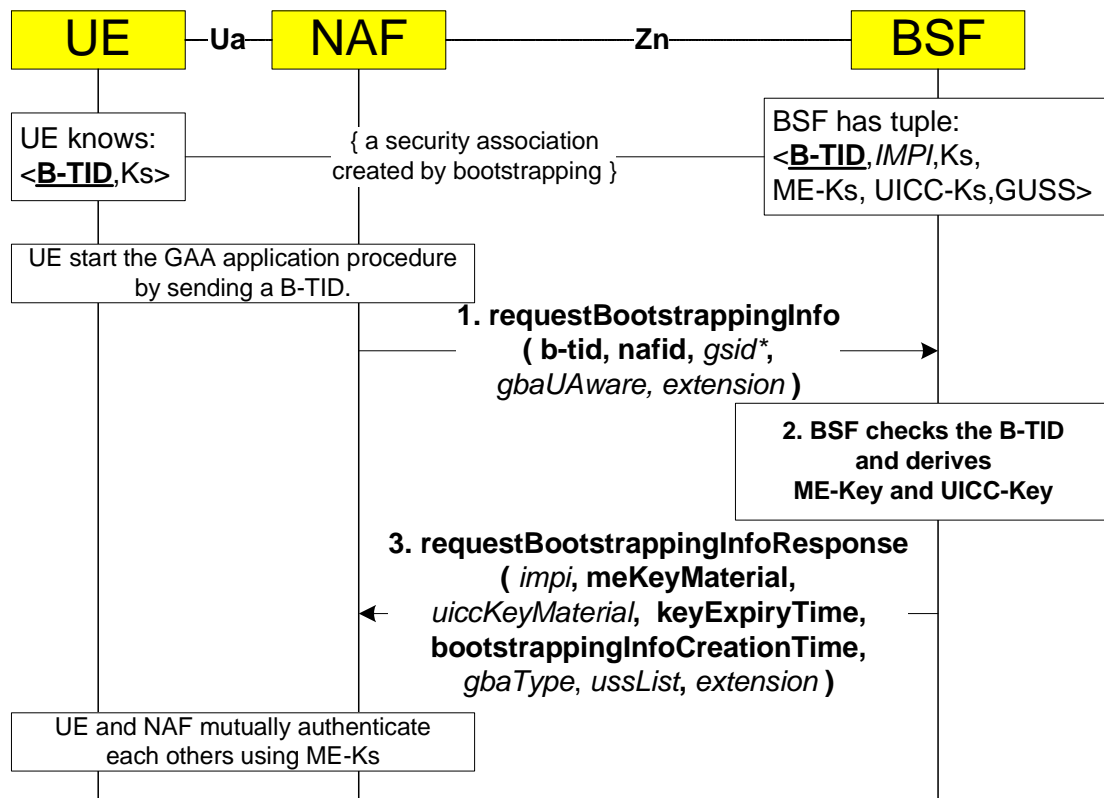 UE
Ua
NAF
Zn
BSF
UE knows:
<B-TID,Ks>
{ a security association
created by bootstrapping }
BSF has tuple:
<B-TID,IMPI,Ks,
ME-Ks, UICC-Ks,GUSS>
UE start the GAA application procedure
by sending a B-TID.
1. requestBootstrappingInfo
( b-tid, nafid, gsid*,
gbaUAware, extension )
2. BSF checks the B-TID
and derives
ME-Key and UICC-Key
3. requestBootstrappingInfoResponse
( impi, meKeyMaterial,
uiccKeyMaterial, keyExpiryTime,
bootstrappingInfoCreationTime,
gbaType, ussList, extension )
UE and NAF mutually authenticate
each others using ME-Ks